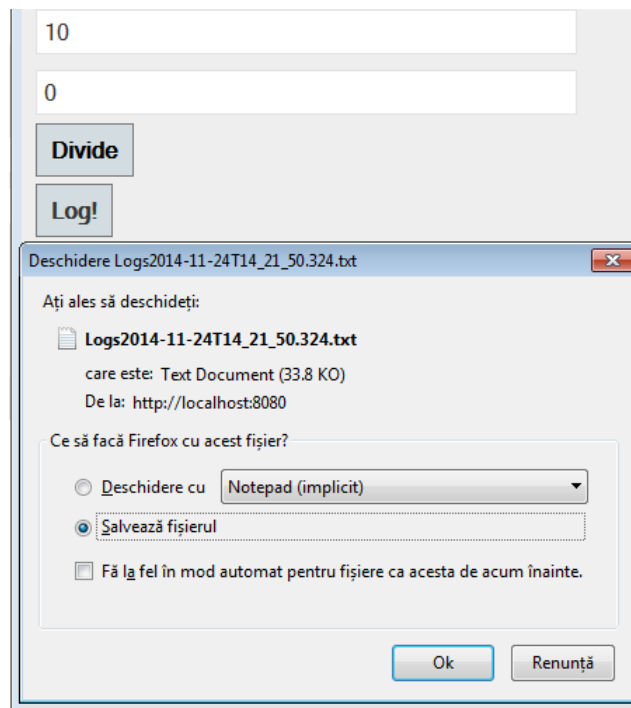 10
0
Divide
Log!
Deschidere Logs2014-11-24T14_21_50.324.txt
Ați ales să deschideți:
Logs2014-11-24T14_21_50.324.txt
care este: Text Document (33.8 KO)
De la: http://localhost:8080
Ce să facă Firefox cu acest fișier?
Deschidere cu Notepad (implicit)
Salvează fișierul
Fă la fel în mod automat pentru fișiere ca acesta de acum înainte.
Ok Renunță